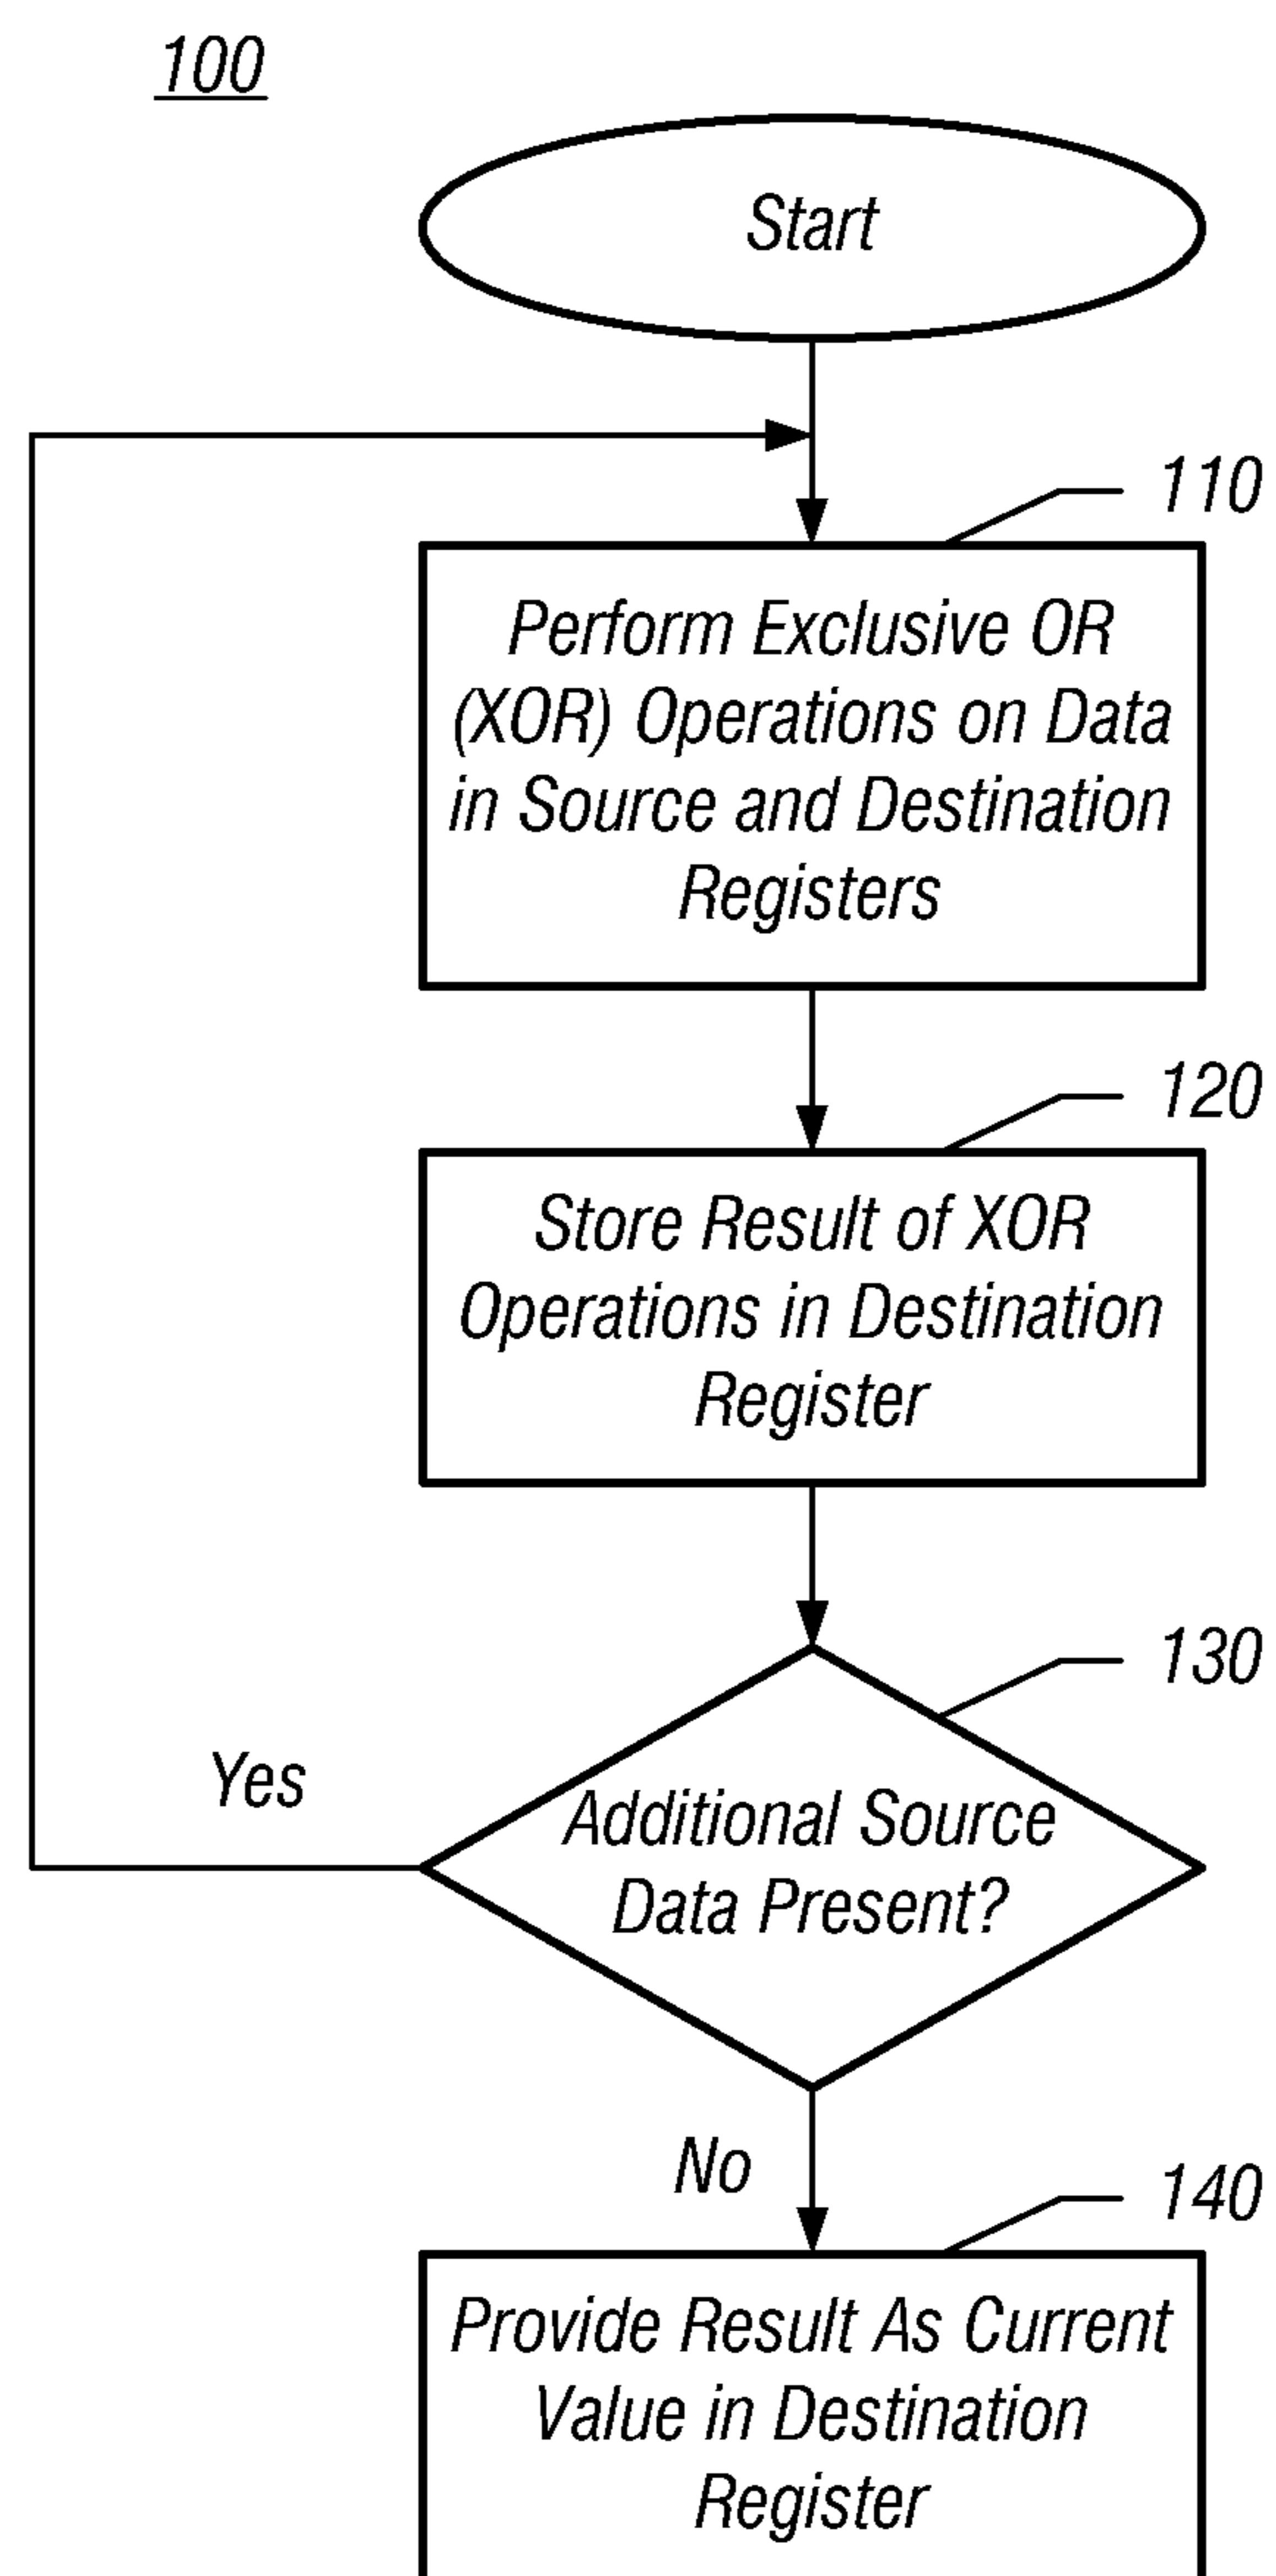 100
Start
110
Perform Exclusive OR
(XOR) Operations on Data
in Source and Destination
Registers
120
Store Result of XOR
Operations in Destination
Register
130
Additional Source
Data Present?
Yes
No
140
Provide Result As Current
Value in Destination
Register